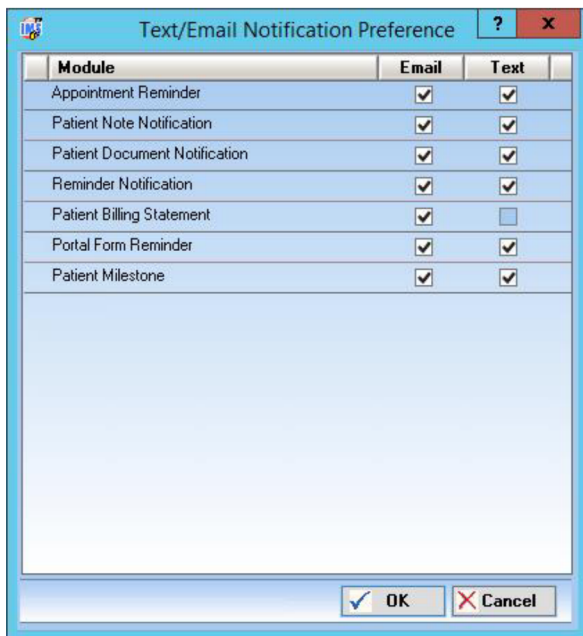 IMS
Text/Email Notification Preference ? x
Module Email Text
Appointment Reminder
Patient Note Notification
Patient Document Notification
Reminder Notification
Patient Billing Statement
Portal Form Reminder
Patient Milestone
OK Cancel